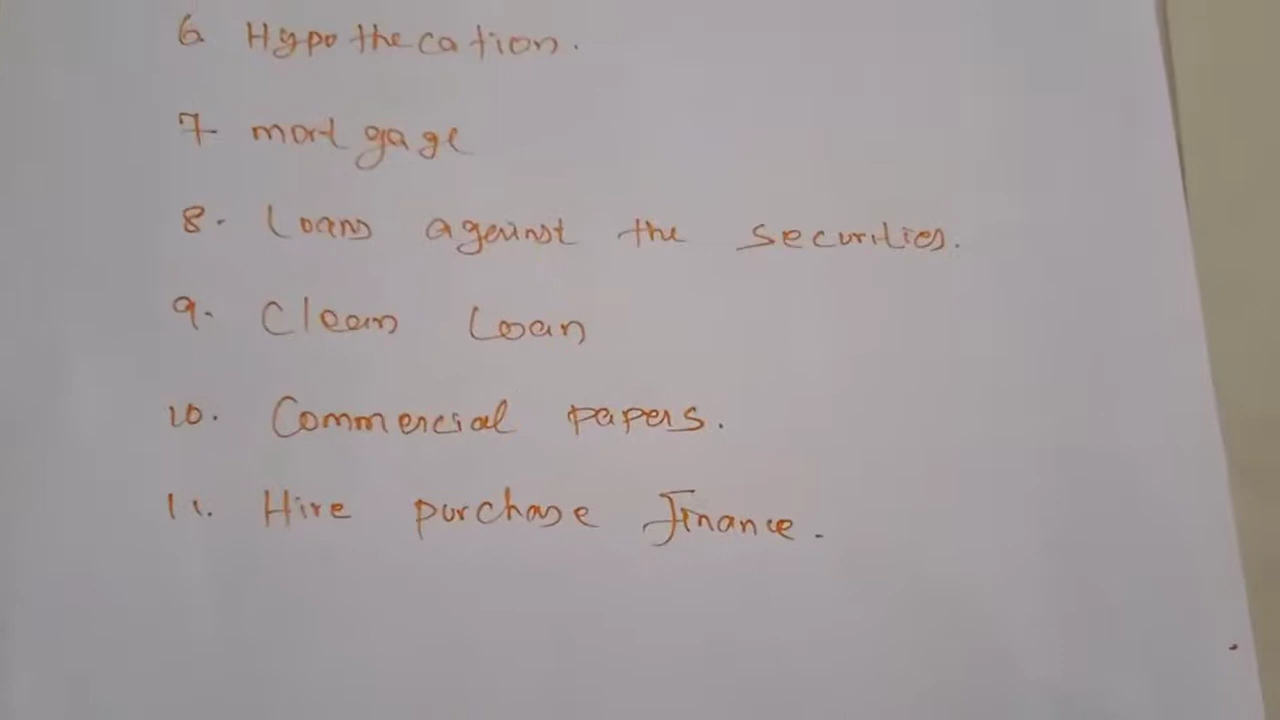 6. Hypothecation.
7- mortgage
8. Loans against the securities.
9. Clean Loan
10. Commercial papers.
11. Hire purchase Finance.